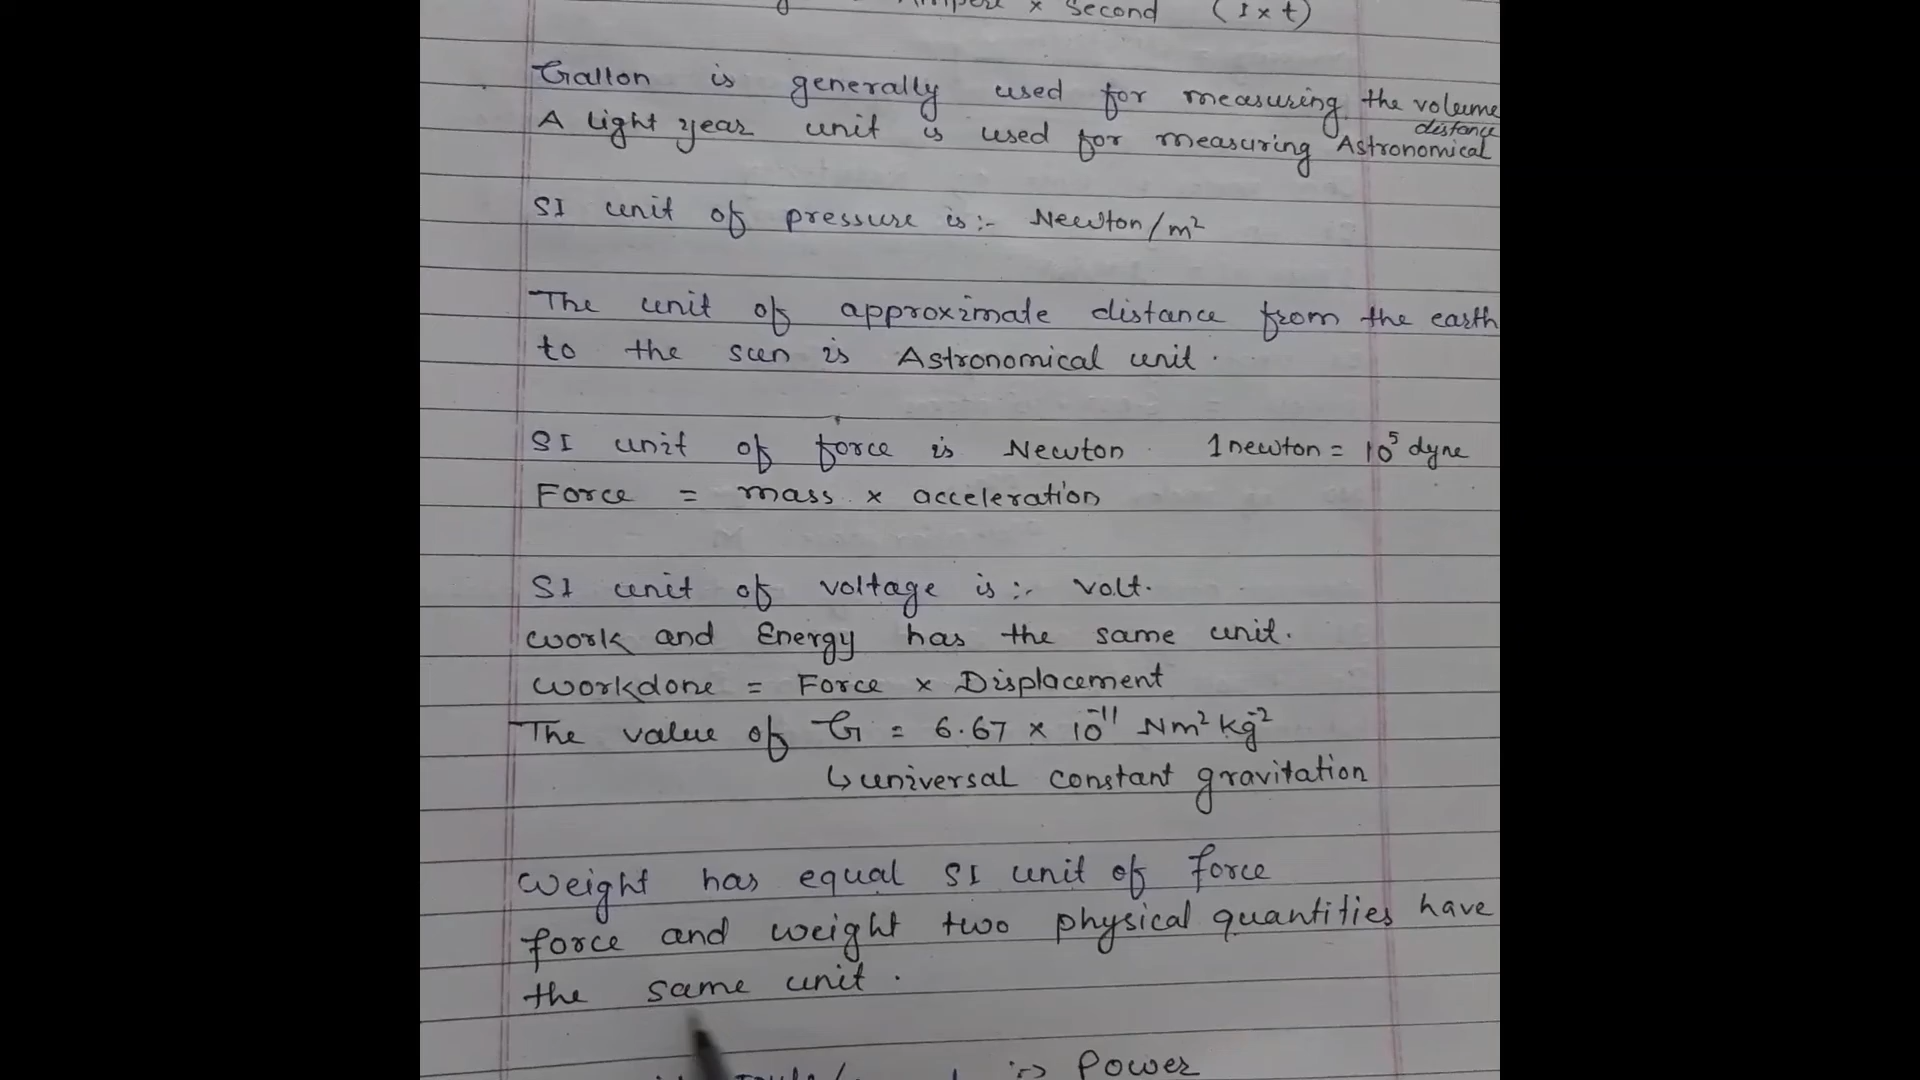 Ampere × second (I × t)
Gallon is generally used for measuring the volume
A light year unit is used for measuring Astronomical distance
SI unit of pressure is :- Newton/m²
The unit of approximate distance from the earth
to the sun is Astronomical unit.
SI unit of force is Newton 1 newton = 10⁵ dyne
Force = mass × acceleration
SI unit of voltage is :- volt.
work and Energy has the same unit.
workdone = Force × Displacement
The value of G = 6.67 × 10⁻¹¹ Nm² kg⁻²
↳ universal constant gravitation
weight has equal SI unit of force
force and weight two physical quantities have
the same unit.
Power